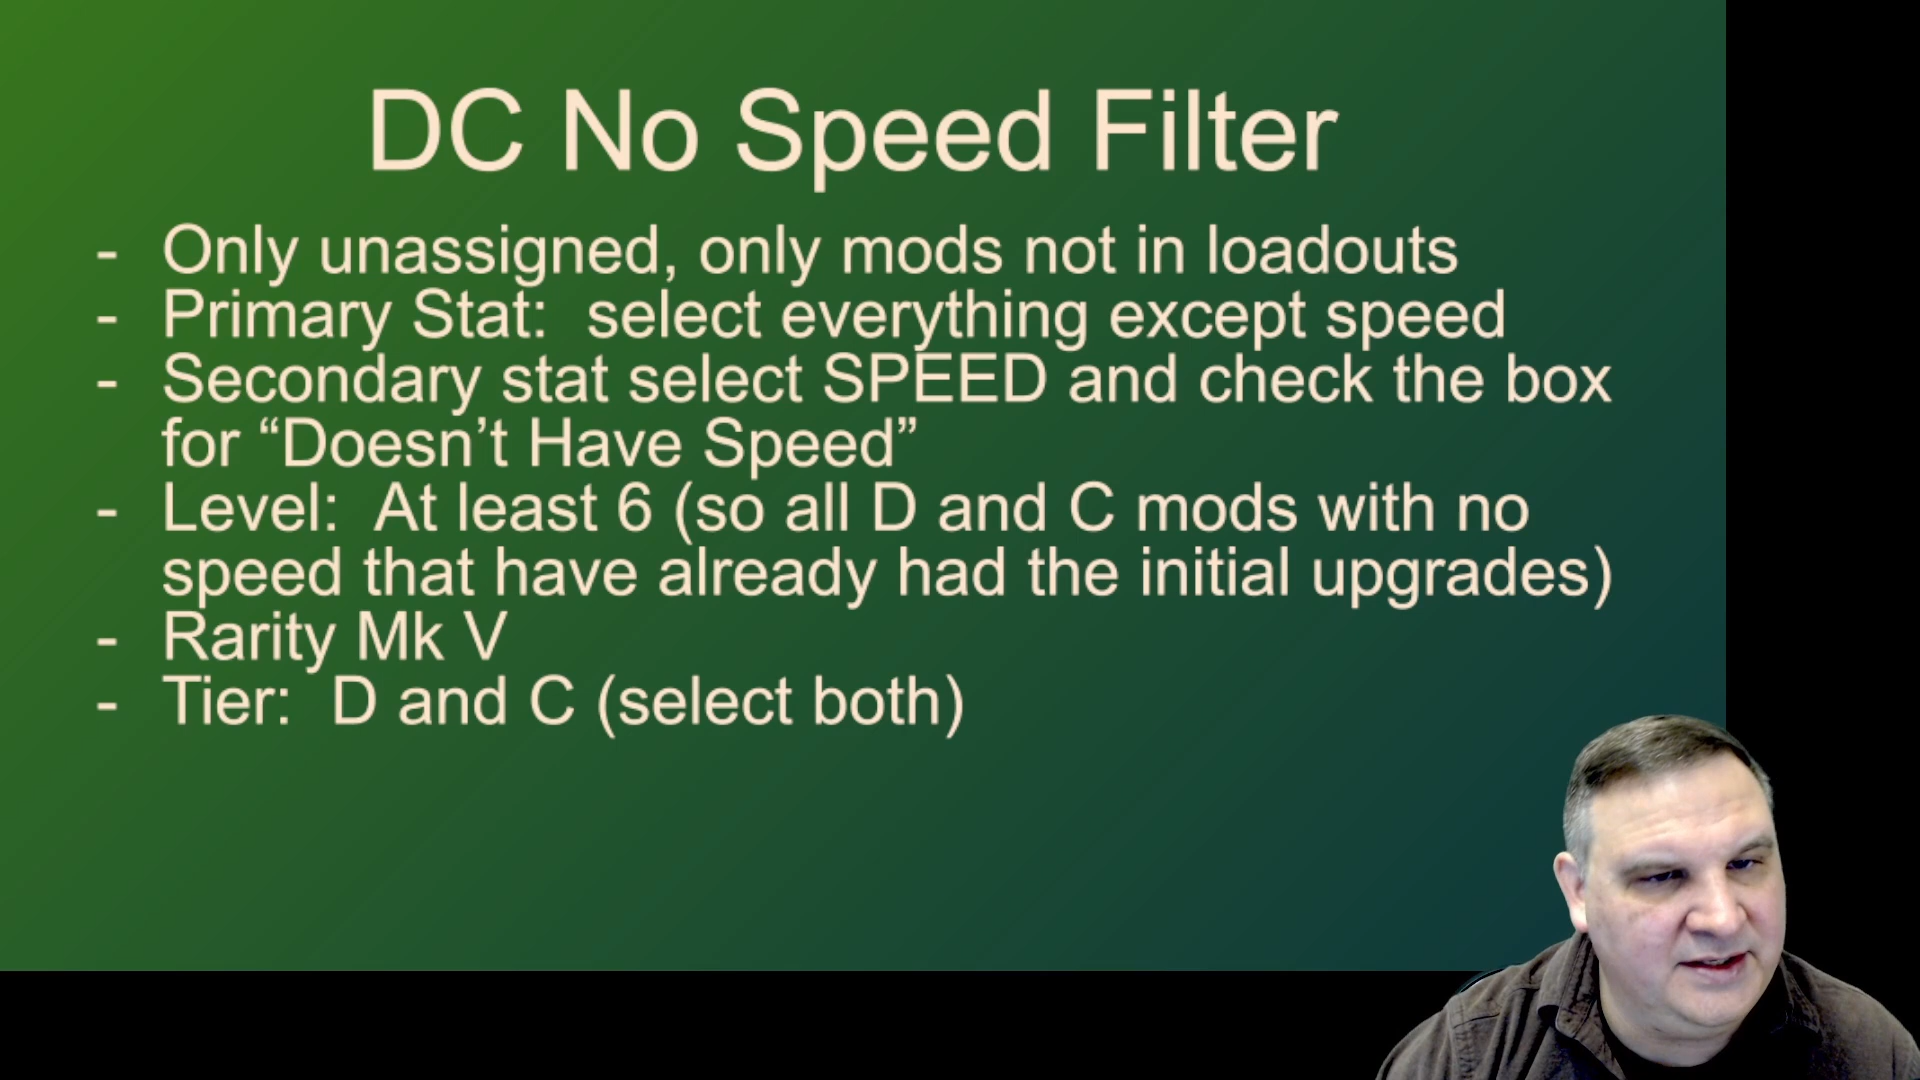 DC No Speed Filter
- Only unassigned, only mods not in loadouts
- Primary Stat:  select everything except speed
- Secondary stat select SPEED and check the box
for “Doesn’t Have Speed”
- Level:  At least 6 (so all D and C mods with no
speed that have already had the initial upgrades)
- Rarity Mk V
- Tier:  D and C (select both)